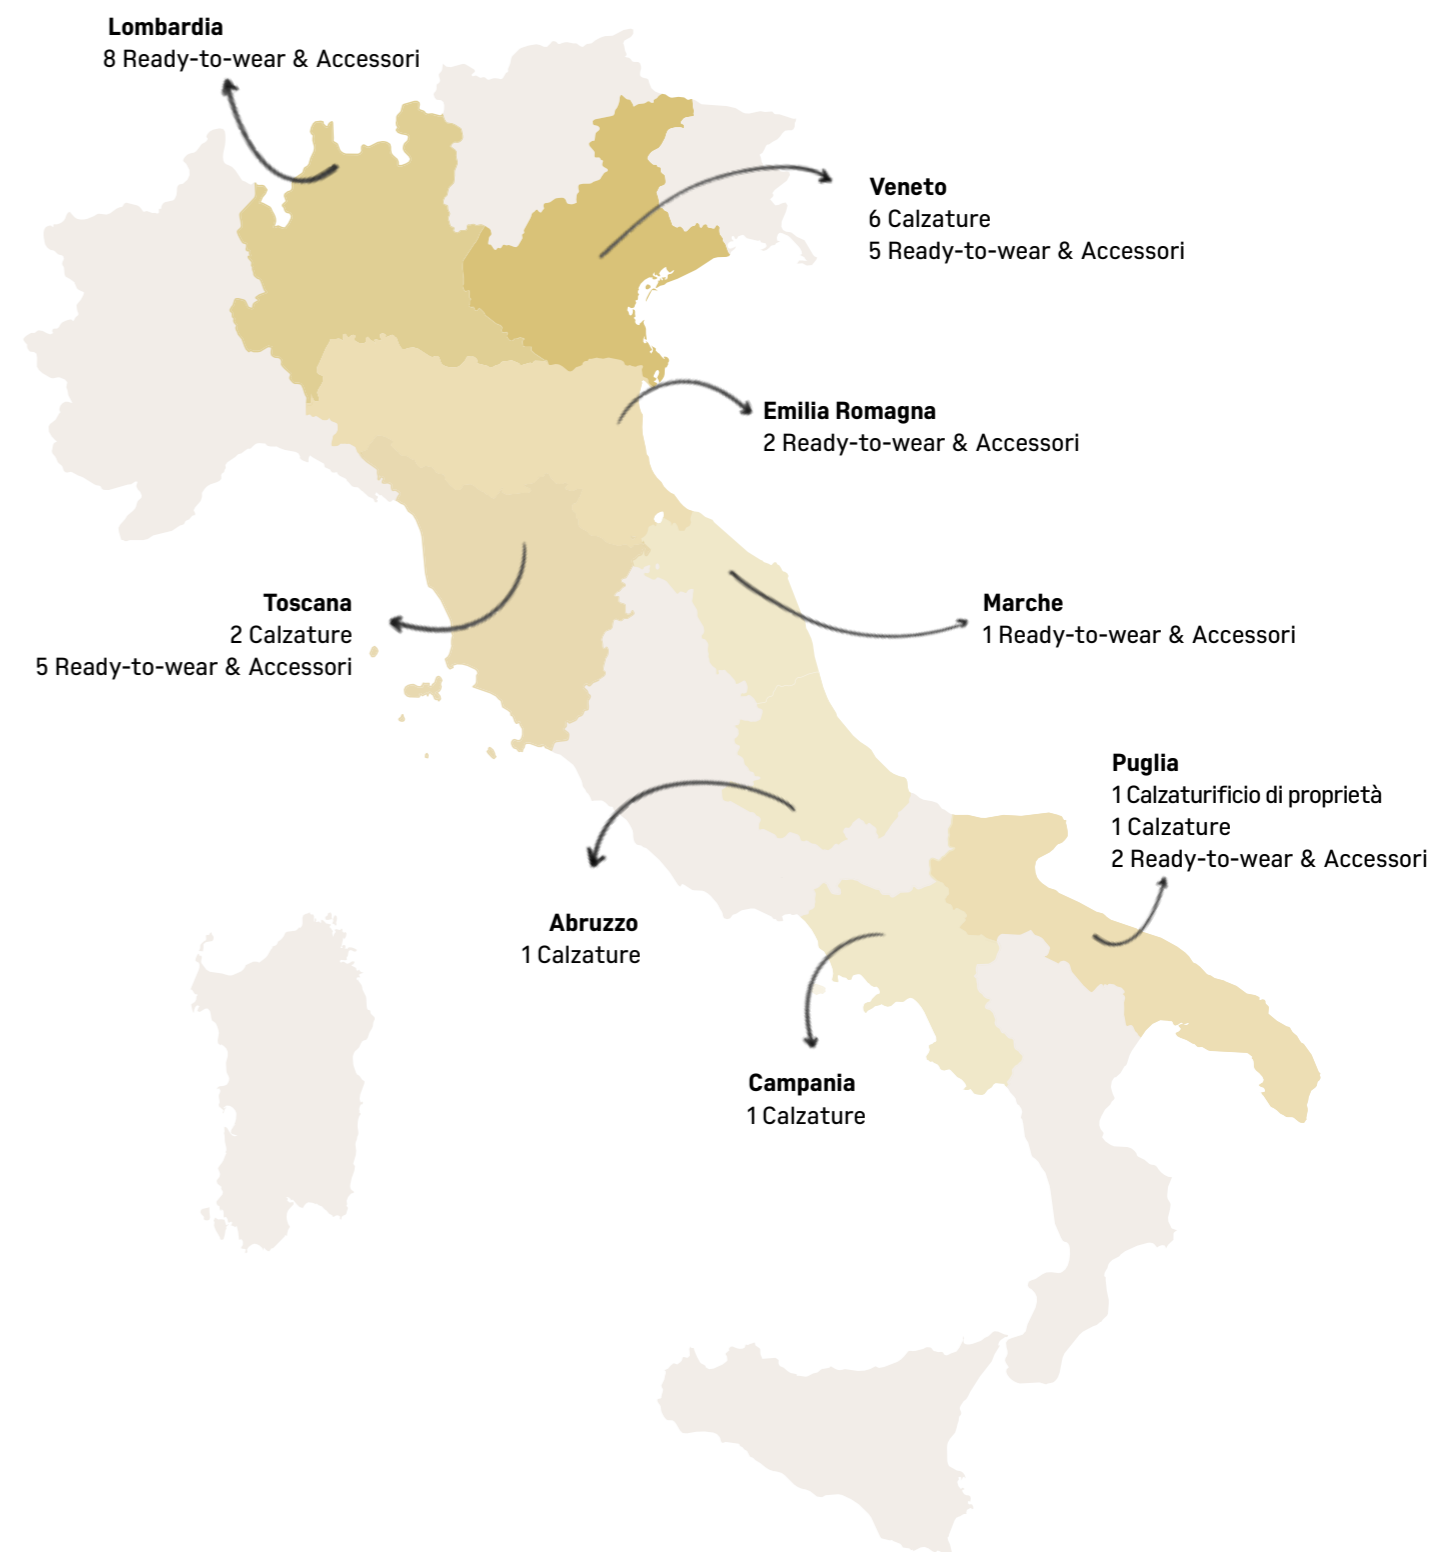 Lombardia
8 Ready-to-wear & Accessori
Veneto
6 Calzature
5 Ready-to-wear & Accessori
Emilia Romagna
2 Ready-to-wear & Accessori
Toscana
2 Calzature
5 Ready-to-wear & Accessori
Marche
1 Ready-to-wear & Accessori
Puglia
1 Calzaturificio di proprietà
1 Calzature
2 Ready-to-wear & Accessori
Abruzzo
1 Calzature
Campania
1 Calzature